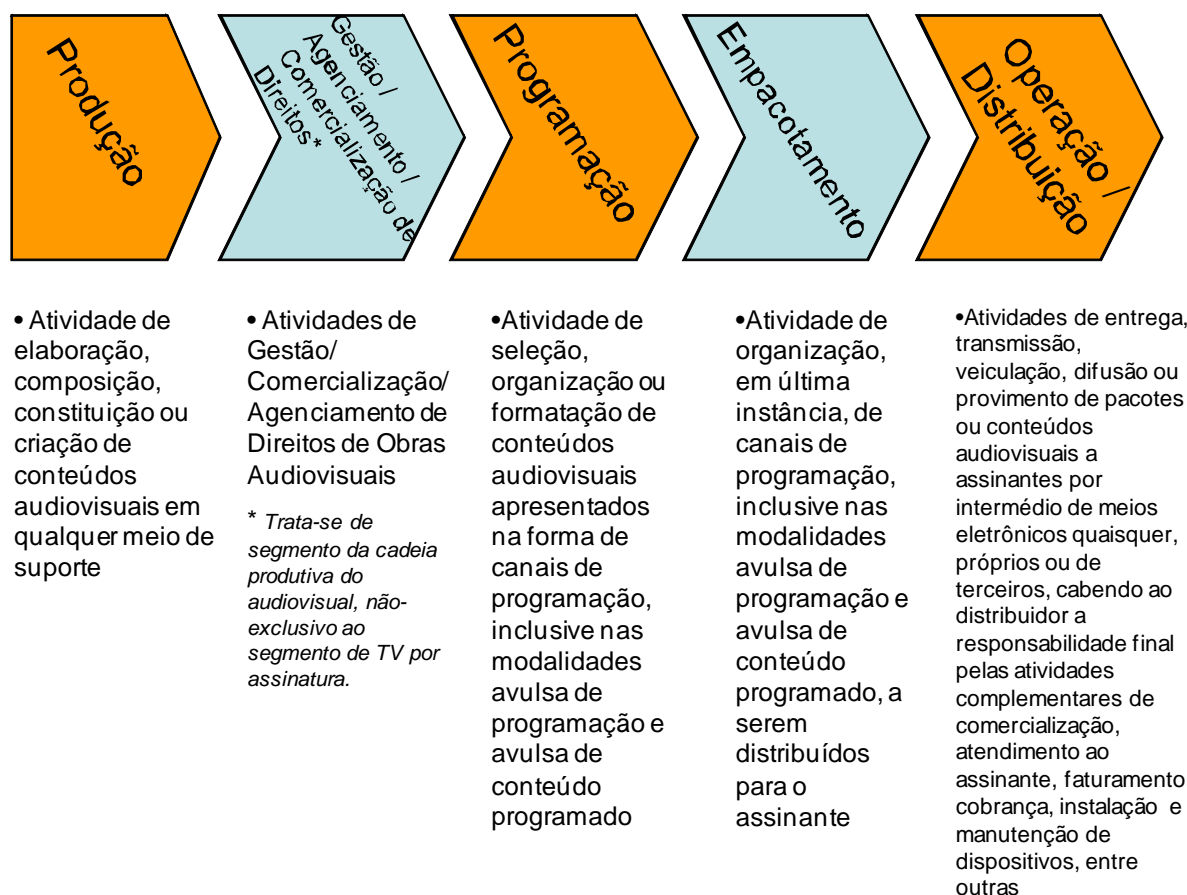 Produção
Gestão /
Agenciamento /
Comercialização de
Direitos *
Programação
Empacotamento
Operação /
Distribuição
• Atividade de
elaboração,
composição,
constituição ou
criação de
conteúdos
audiovisuais em
qualquer meio de
suporte
• Atividades de
Gestão/
Comercialização/
Agenciamento de
Direitos de Obras
Audiovisuais
* Trata-se de
segmento da cadeia
produtiva do
audiovisual, não-
exclusivo ao
segmento de TV por
assinatura.
•Atividade de
seleção,
organização ou
formatação de
conteúdos
audiovisuais
apresentados
na forma de
canais de
programação,
inclusive nas
modalidades
avulsa de
programação e
avulsa de
conteúdo
programado
•Atividade de
organização,
em última
instância, de
canais de
programação,
inclusive nas
modalidades
avulsa de
programação e
avulsa de
conteúdo
programado, a
serem
distribuídos
para o
assinante
•Atividades de entrega,
transmissão,
veiculação, difusão ou
provimento de pacotes
ou conteúdos
audiovisuais a
assinantes por
intermédio de meios
eletrônicos quaisquer,
próprios ou de
terceiros, cabendo ao
distribuidor a
responsabilidade final
pelas atividades
complementares de
comercialização,
atendimento ao
assinante, faturamento
cobrança, instalação e
manutenção de
dispositivos, entre
outras